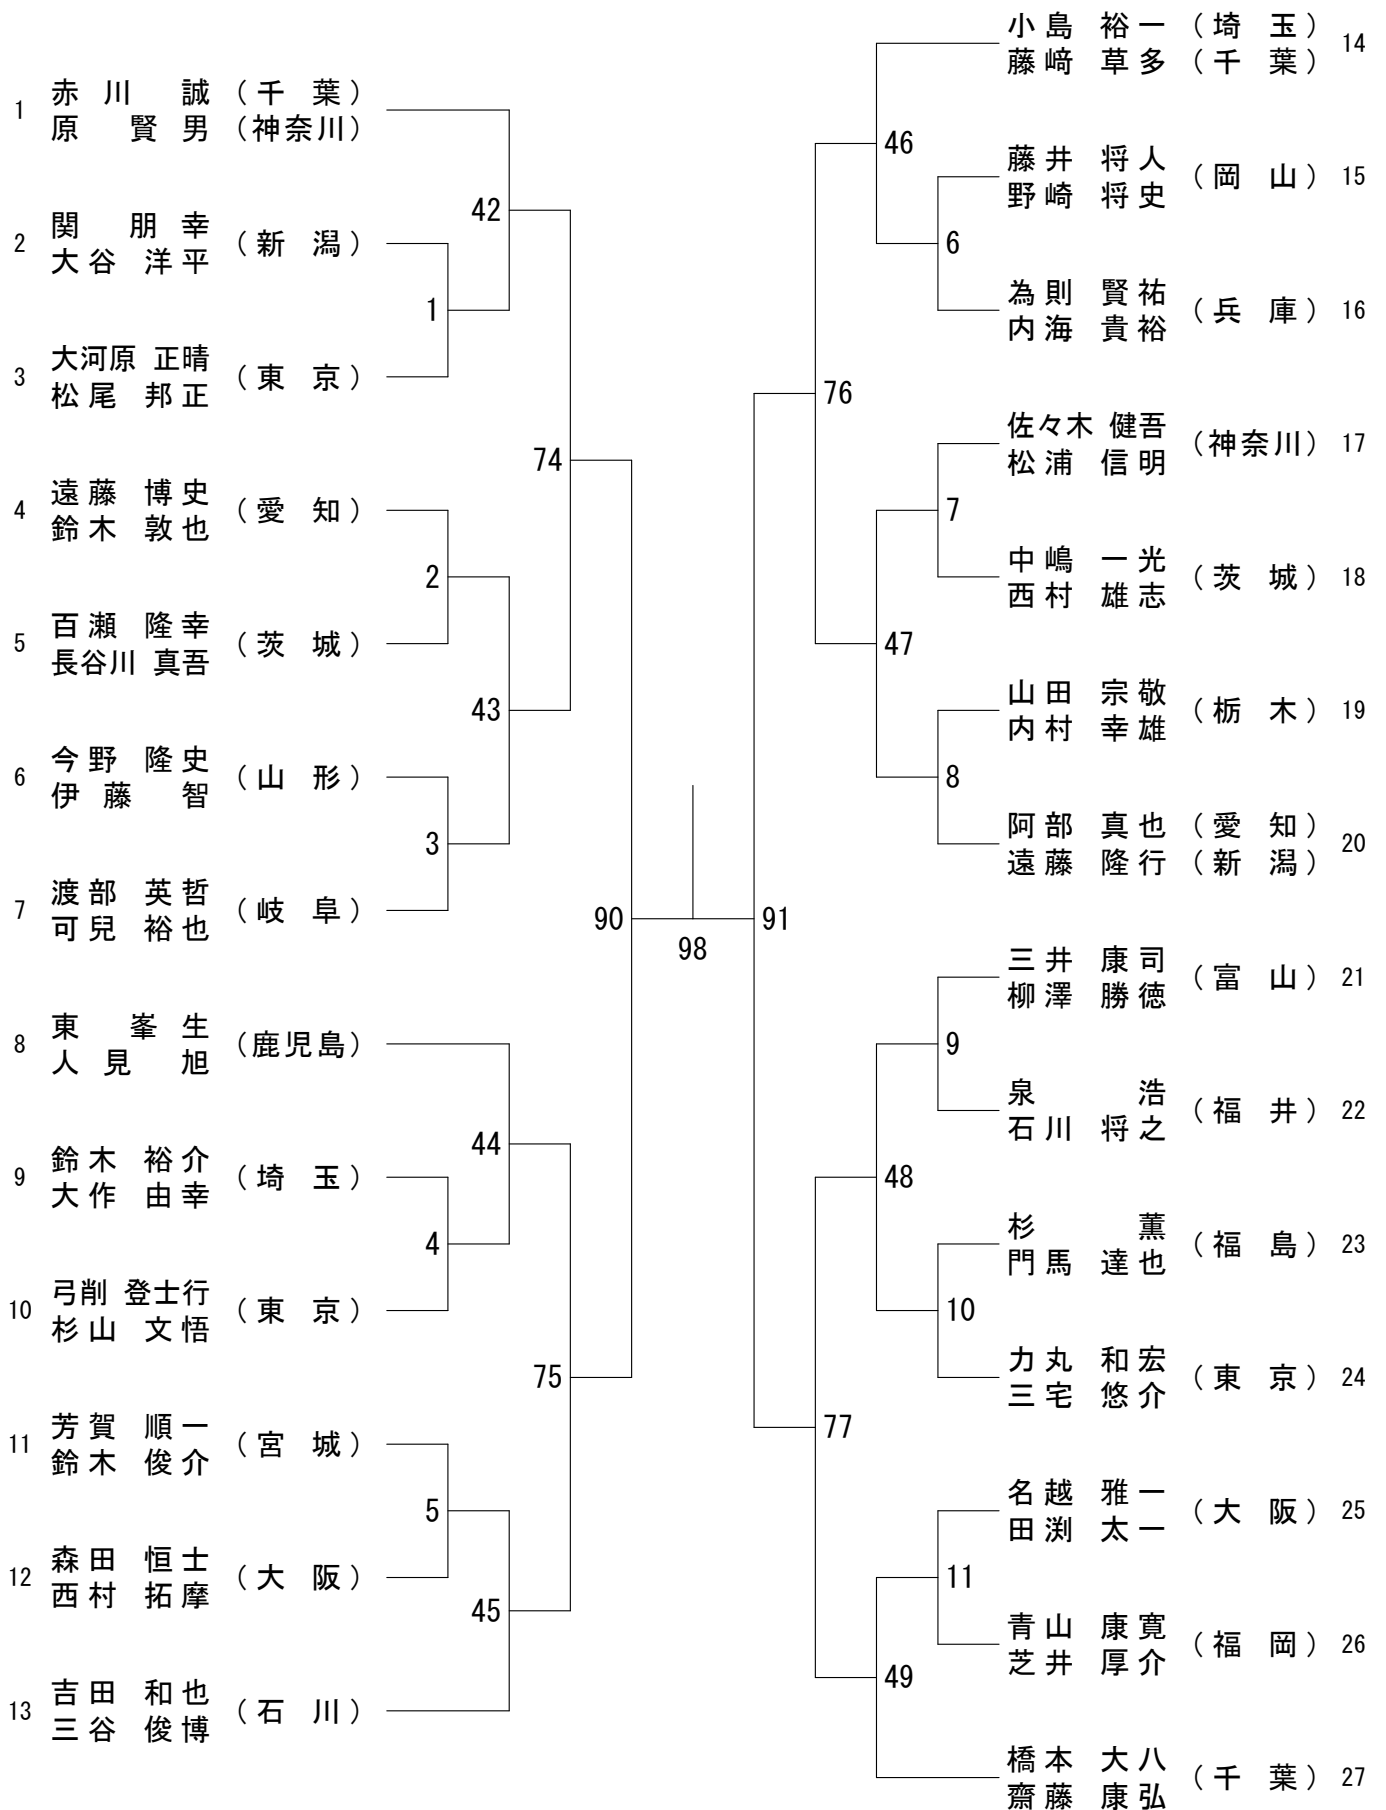 1 赤川 誠 (千 葉)
原 賢男 (神奈川)
2 関 朋幸 (新 潟)
大谷 洋平
3 大河原 正晴 (東 京)
松尾 邦正
4 遠藤 博史 (愛 知)
鈴木 敦也
5 百瀬 隆幸 (茨 城)
長谷川 真吾
6 今野 隆史 (山 形)
伊藤 智
7 渡部 英哲 (岐 阜)
可兒 裕也
8 東 峯生 (鹿児島)
人見 旭
9 鈴木 裕介 (埼 玉)
大作 由幸
10 弓削 登士行 (東 京)
杉山 文悟
11 芳賀 順一 (宮 城)
鈴木 俊介
12 森田 恒士 (大 阪)
西村 拓摩
13 吉田 和也 (石 川)
三谷 俊博
42
1
74
2
43
3
90
44
4
75
5
45
98
91
46
6
76
7
47
8
9
48
10
77
11
49
小島 裕一 (埼 玉) 14
藤﨑 草多 (千 葉)
藤井 将人 (岡 山) 15
野崎 将史
為則 賢祐 (兵 庫) 16
内海 貴裕
佐々木 健吾 (神奈川) 17
松浦 信明
中嶋 一光 (茨 城) 18
西村 雄志
山田 宗敬 (栃 木) 19
内村 幸雄
阿部 真也 (愛 知) 20
遠藤 隆行 (新 潟)
三井 康司 (富 山) 21
柳澤 勝徳
泉 浩 (福 井) 22
石川 将之
杉 薫 (福 島) 23
門馬 達也
力丸 和宏 (東 京) 24
三宅 悠介
名越 雅一 (大 阪) 25
田渕 太一
青山 康寛 (福 岡) 26
芝井 厚介
橋本 大八 (千 葉) 27
齋藤 康弘